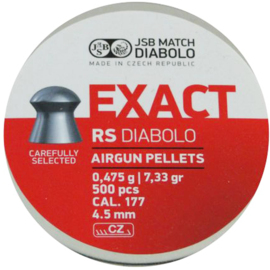 JSB
JSB MATCH
DIABOLO
MADE IN CZECH REPUBLIC
EXACT
RS DIABOLO
CAREFULLY
SELECTED
AIRGUN PELLETS
0,475 g | 7,33 gr
500 pcs
CAL. 177
4.5 mm
CZ